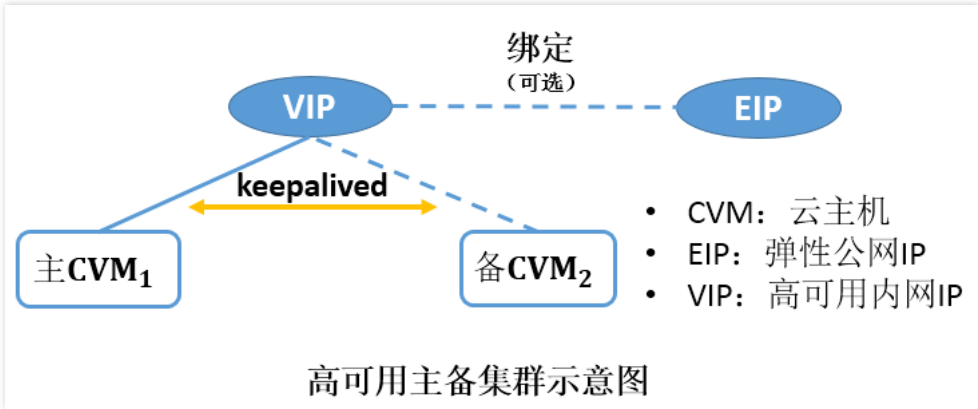 绑定
（可选）
VIP
EIP
keepalived
主CVM₁
备CVM₂
• CVM：云主机
• EIP：弹性公网IP
• VIP：高可用内网IP
高可用主备集群示意图